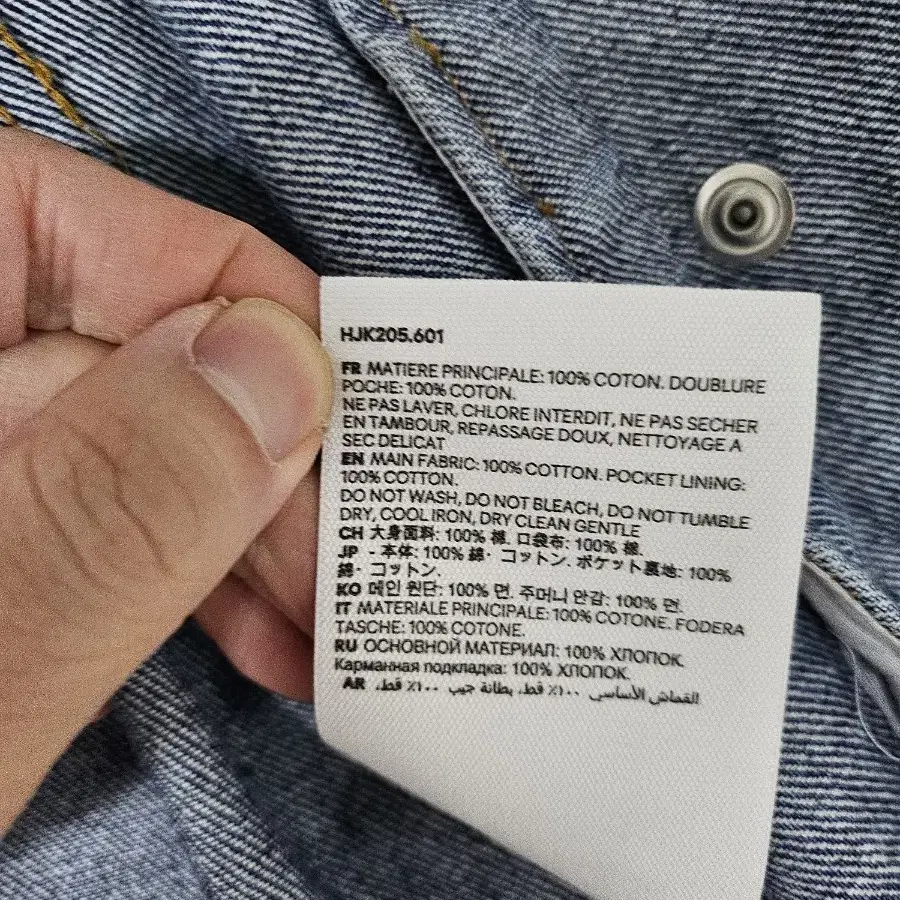 HJK205.601
FR MATIERE PRINCIPALE: 100% COTON. DOUBLURE
POCHE: 100% COTON.
NE PAS LAVER, CHLORE INTERDIT, NE PAS SECHER
EN TAMBOUR, REPASSAGE DOUX, NETTOYAGE A
SEC DELICAT
EN MAIN FABRIC: 100% COTTON. POCKET LINING:
100% COTTON.
DO NOT WASH, DO NOT BLEACH, DO NOT TUMBLE
DRY, COOL IRON, DRY CLEAN GENTLE
CH 大身面料: 100% 棉. 口袋布: 100% 棉.
JP - 本体: 100% 綿・ コットン. ポケット裏地: 100%
綿・ コットン.
KO 메인 원단: 100% 면. 주머니 안감: 100% 면.
IT MATERIALE PRINCIPALE: 100% COTONE. FODERA
TASCHE: 100% COTONE.
RU ОСНОВНОЙ МАТЕРИАЛ: 100% ХЛОПОК.
Карманная подкладка: 100% ХЛОПОК.
AR القماش الأساسي ١٠٠٪ قط. بطانة جيب ١٠٠٪ قط.